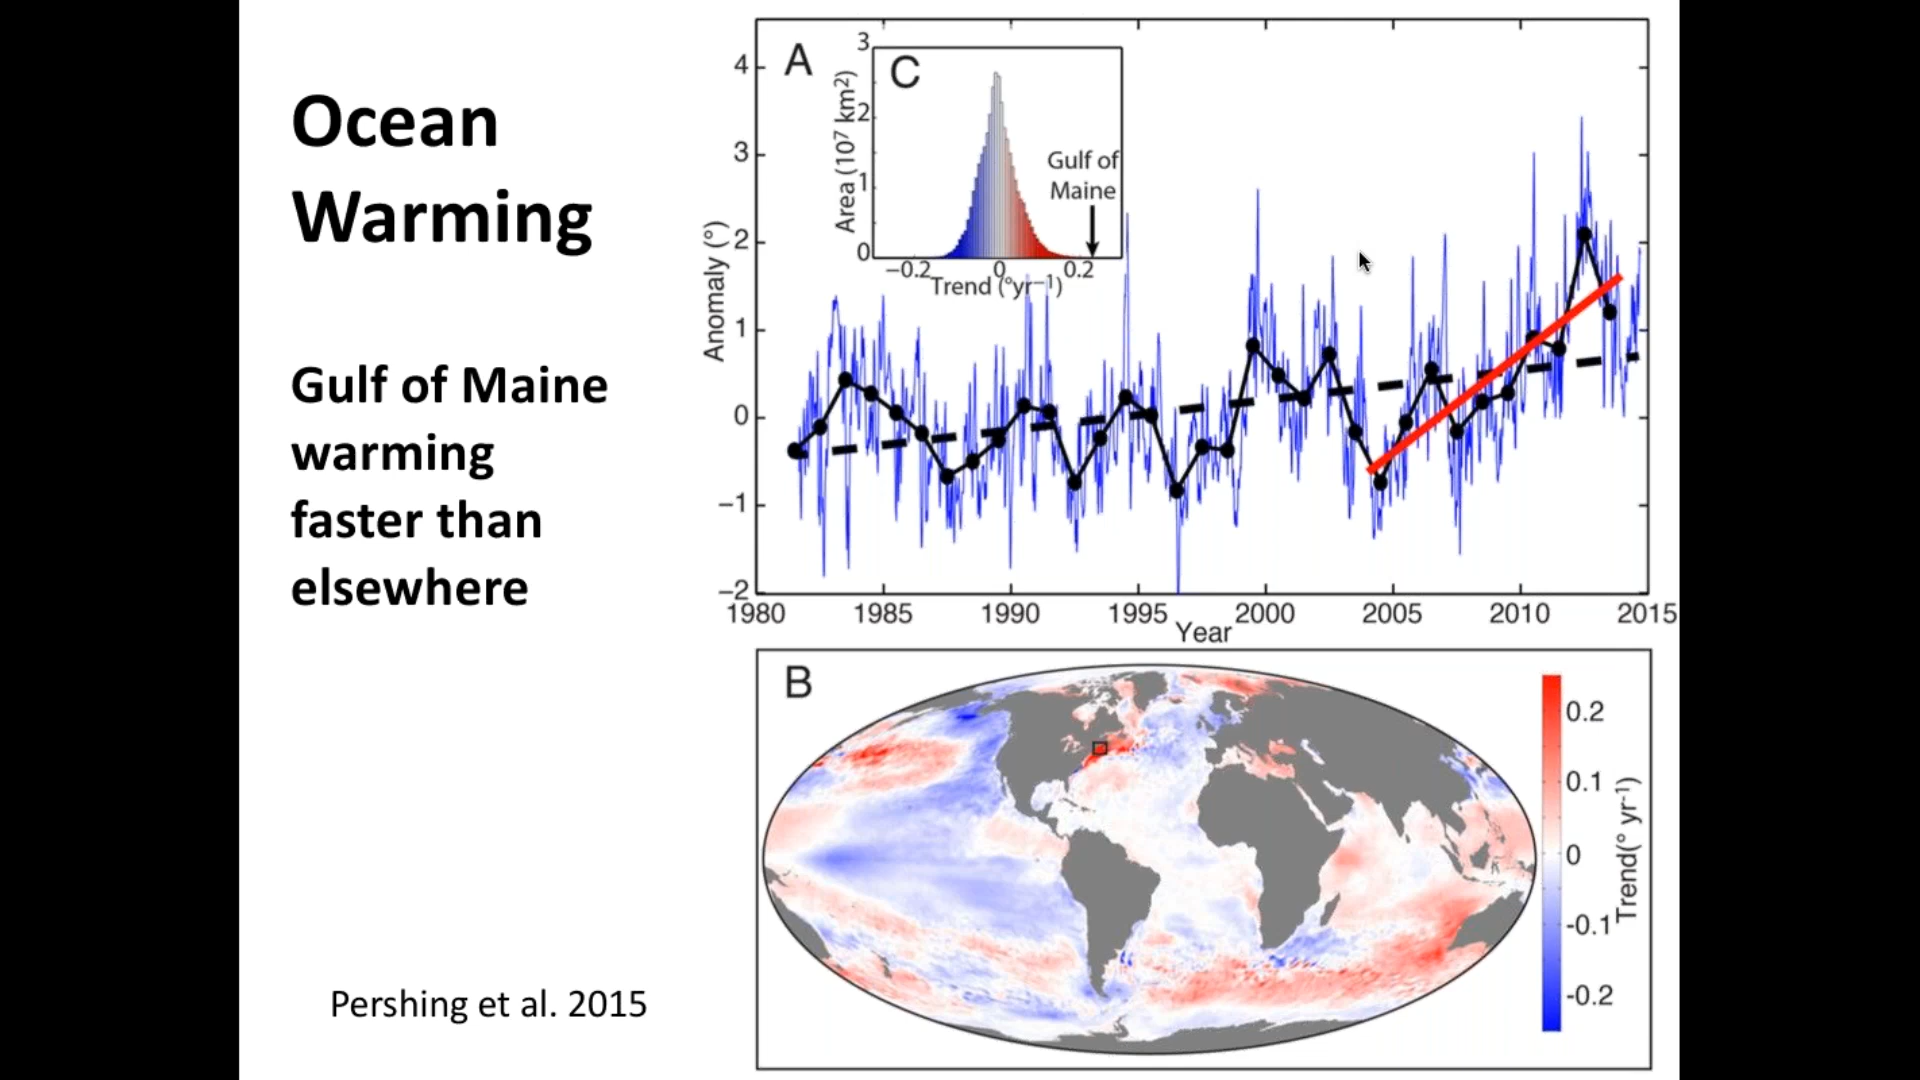 Ocean
Warming
Gulf of Maine
warming
faster than
elsewhere
Pershing et al. 2015
A
4
3
2
1
0
−1
−2
Anomaly (°)
1980 1985 1990 1995 2000 2005 2010 2015
Year
C
3
2
1
0
Area (10⁷ km²)
Gulf of
Maine
−0.2 0 0.2
Trend (°yr⁻¹)
B
0.2
0.1
0
-0.1
-0.2
Trend(° yr⁻¹)